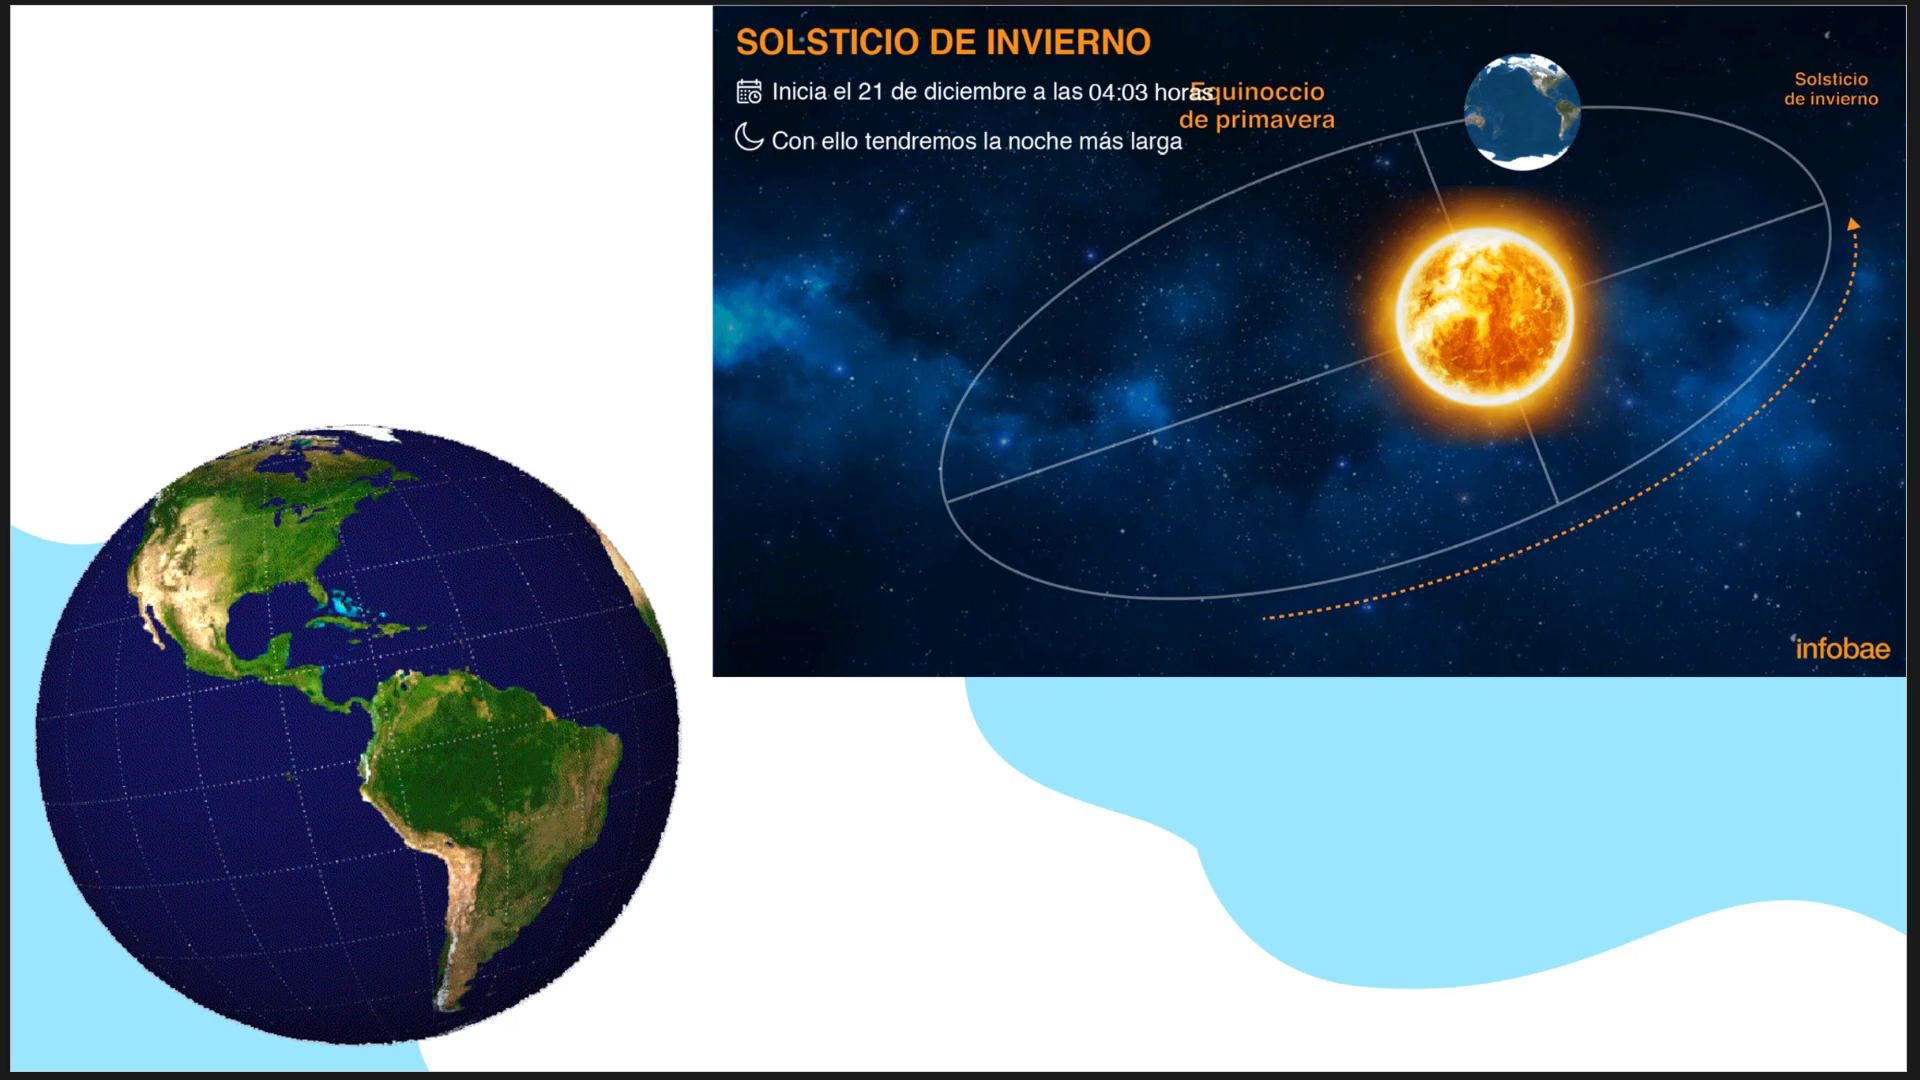 SOLSTICIO DE INVIERNO
Inicia el 21 de diciembre a las 04:03 horas
Con ello tendremos la noche más larga
Equinoccio
de primavera
Solsticio
de invierno
infobae